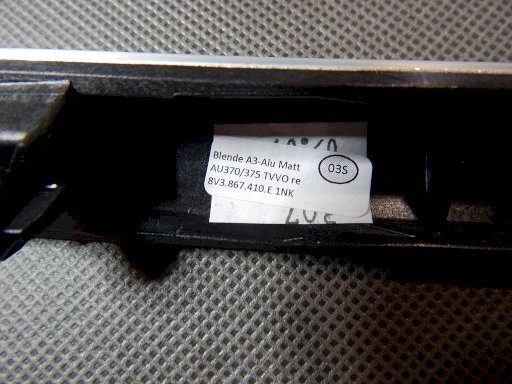 Blende A3-Alu Matt
AU370/375 TVVO re
8V3.867.410.E 1NK
03S